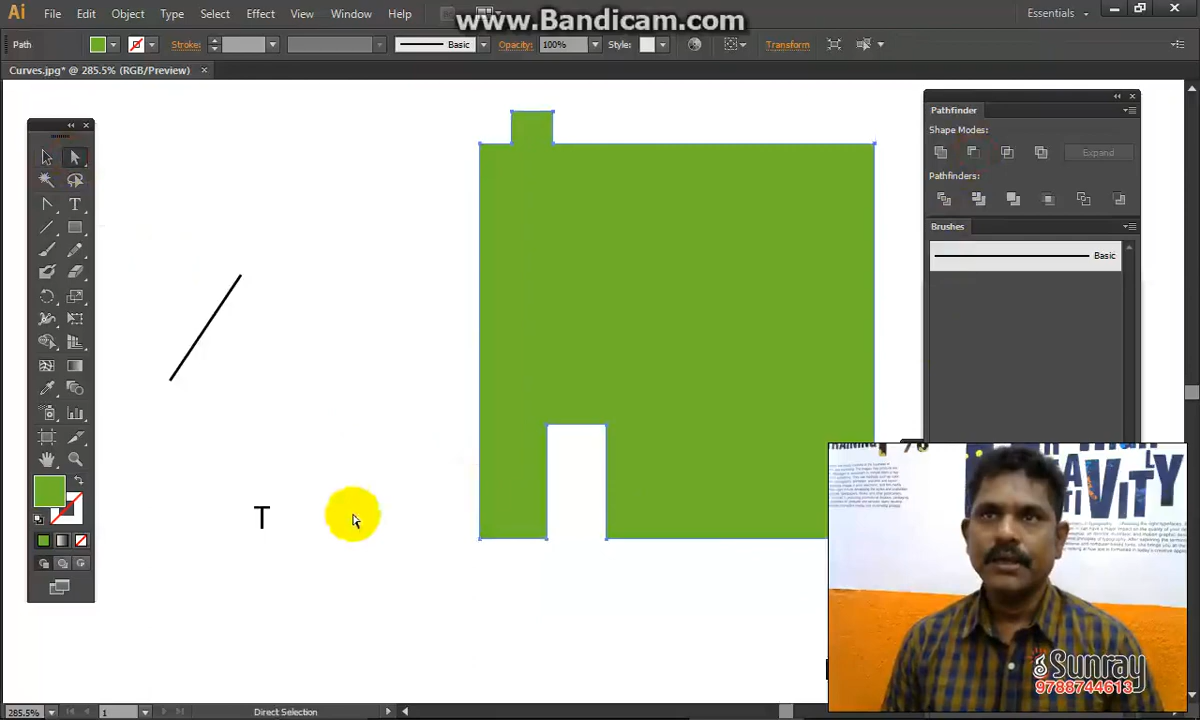 www.Bandicam.com
Ai File Edit Object Type Select Effect View Window Help Essentials
Path Stroke: Basic Opacity: 100% Style: Transform
Curves.jpg* @ 285.5% (RGB/Preview)
Pathfinder
Shape Modes:
Expand
Pathfinders:
Brushes
Basic
T
TRAINING
Sunray
9788744613
285.5% 1 Direct Selection